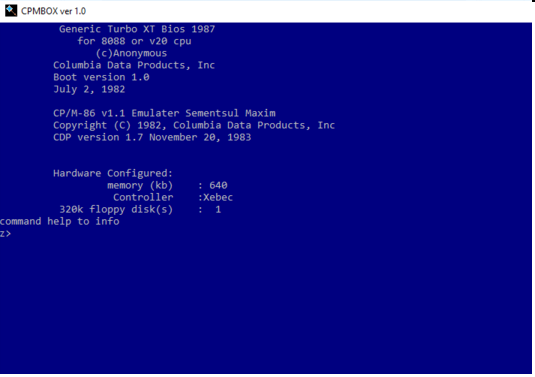 CPMBOX ver 1.0
Generic Turbo XT Bios 1987
for 8088 or v20 cpu
(c)Anonymous
Columbia Data Products, Inc
Boot version 1.0
July 2, 1982
CP/M-86 v1.1 Emulater Sementsul Maxim
Copyright (C) 1982, Columbia Data Products, Inc
CDP version 1.7 November 20, 1983
Hardware Configured:
memory (kb) : 640
Controller :Xebec
320k floppy disk(s) : 1
command help to info
z>